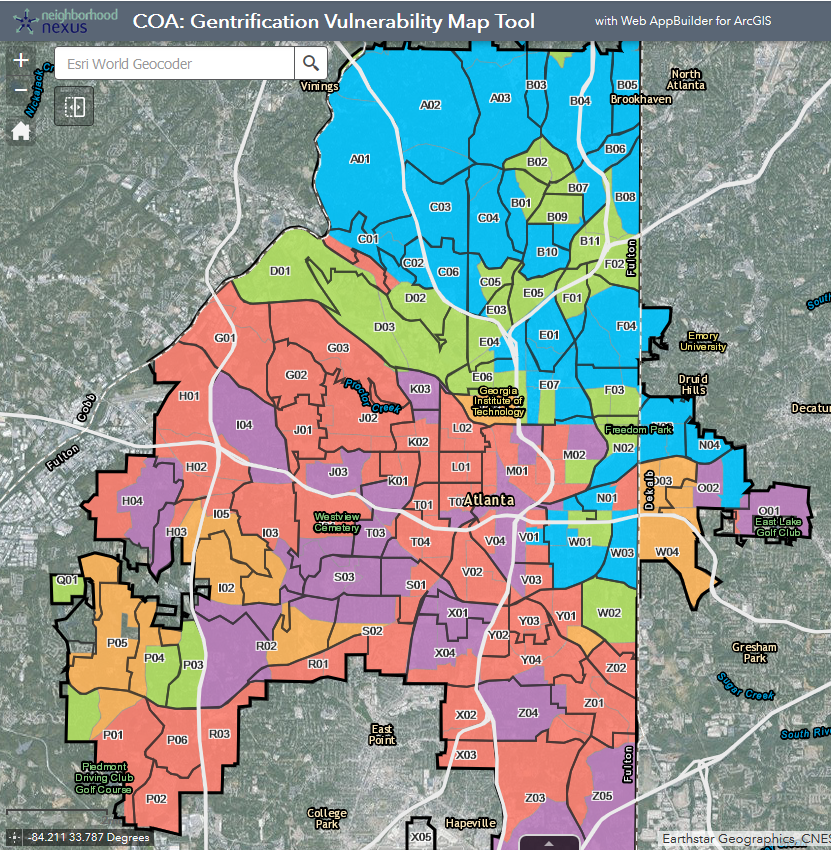 neighborhood
nexus
COA: Gentrification Vulnerability Map Tool
with Web AppBuilder for ArcGIS
+
Esri World Geocoder
−
Nickajack C
Vinings
North
Atlanta
Brookhaven
A02
A03
B03
B04
B05
A01
B02
B06
B07
B08
C03
C04
B01
B09
C01
B10
B11
Fulton
C02
C06
F02
D01
C05
E05
F01
South
D02
E03
D03
E04
E01
F04
Emory
University
G01
G03
E06
E07
F03
Druid
Hills
G02
Proctor Creek
K03
Georgia
Institute of
Technology
Decatur
H01
Cobb
I04
J01
J02
K02
L02
Freedom Park
Fulton
M02
N02
N04
H02
J03
K01
L01
M01
O03
O02
Dekalb
H04
T01
Atlanta
N01
O01
East Lake
Golf Club
I05
Westview
Cemetery
H03
I03
T03
T04
V04
V01
W01
W03
W04
Q01
I02
S03
S01
V02
V03
X01
Y03
Y01
W02
P05
S02
Y02
P04
P03
R02
R01
X04
Y04
Z02
Gresham
Park
Sugar Creek
P01
P06
R03
X02
Z04
Z01
East
Point
South Riv
X03
Fulton
Piedmont
Driving Club
Golf Course
P02
Z03
Z05
College
Park
Hapeville
X05
-84.211 33.787 Degrees
Earthstar Geographics, CNES